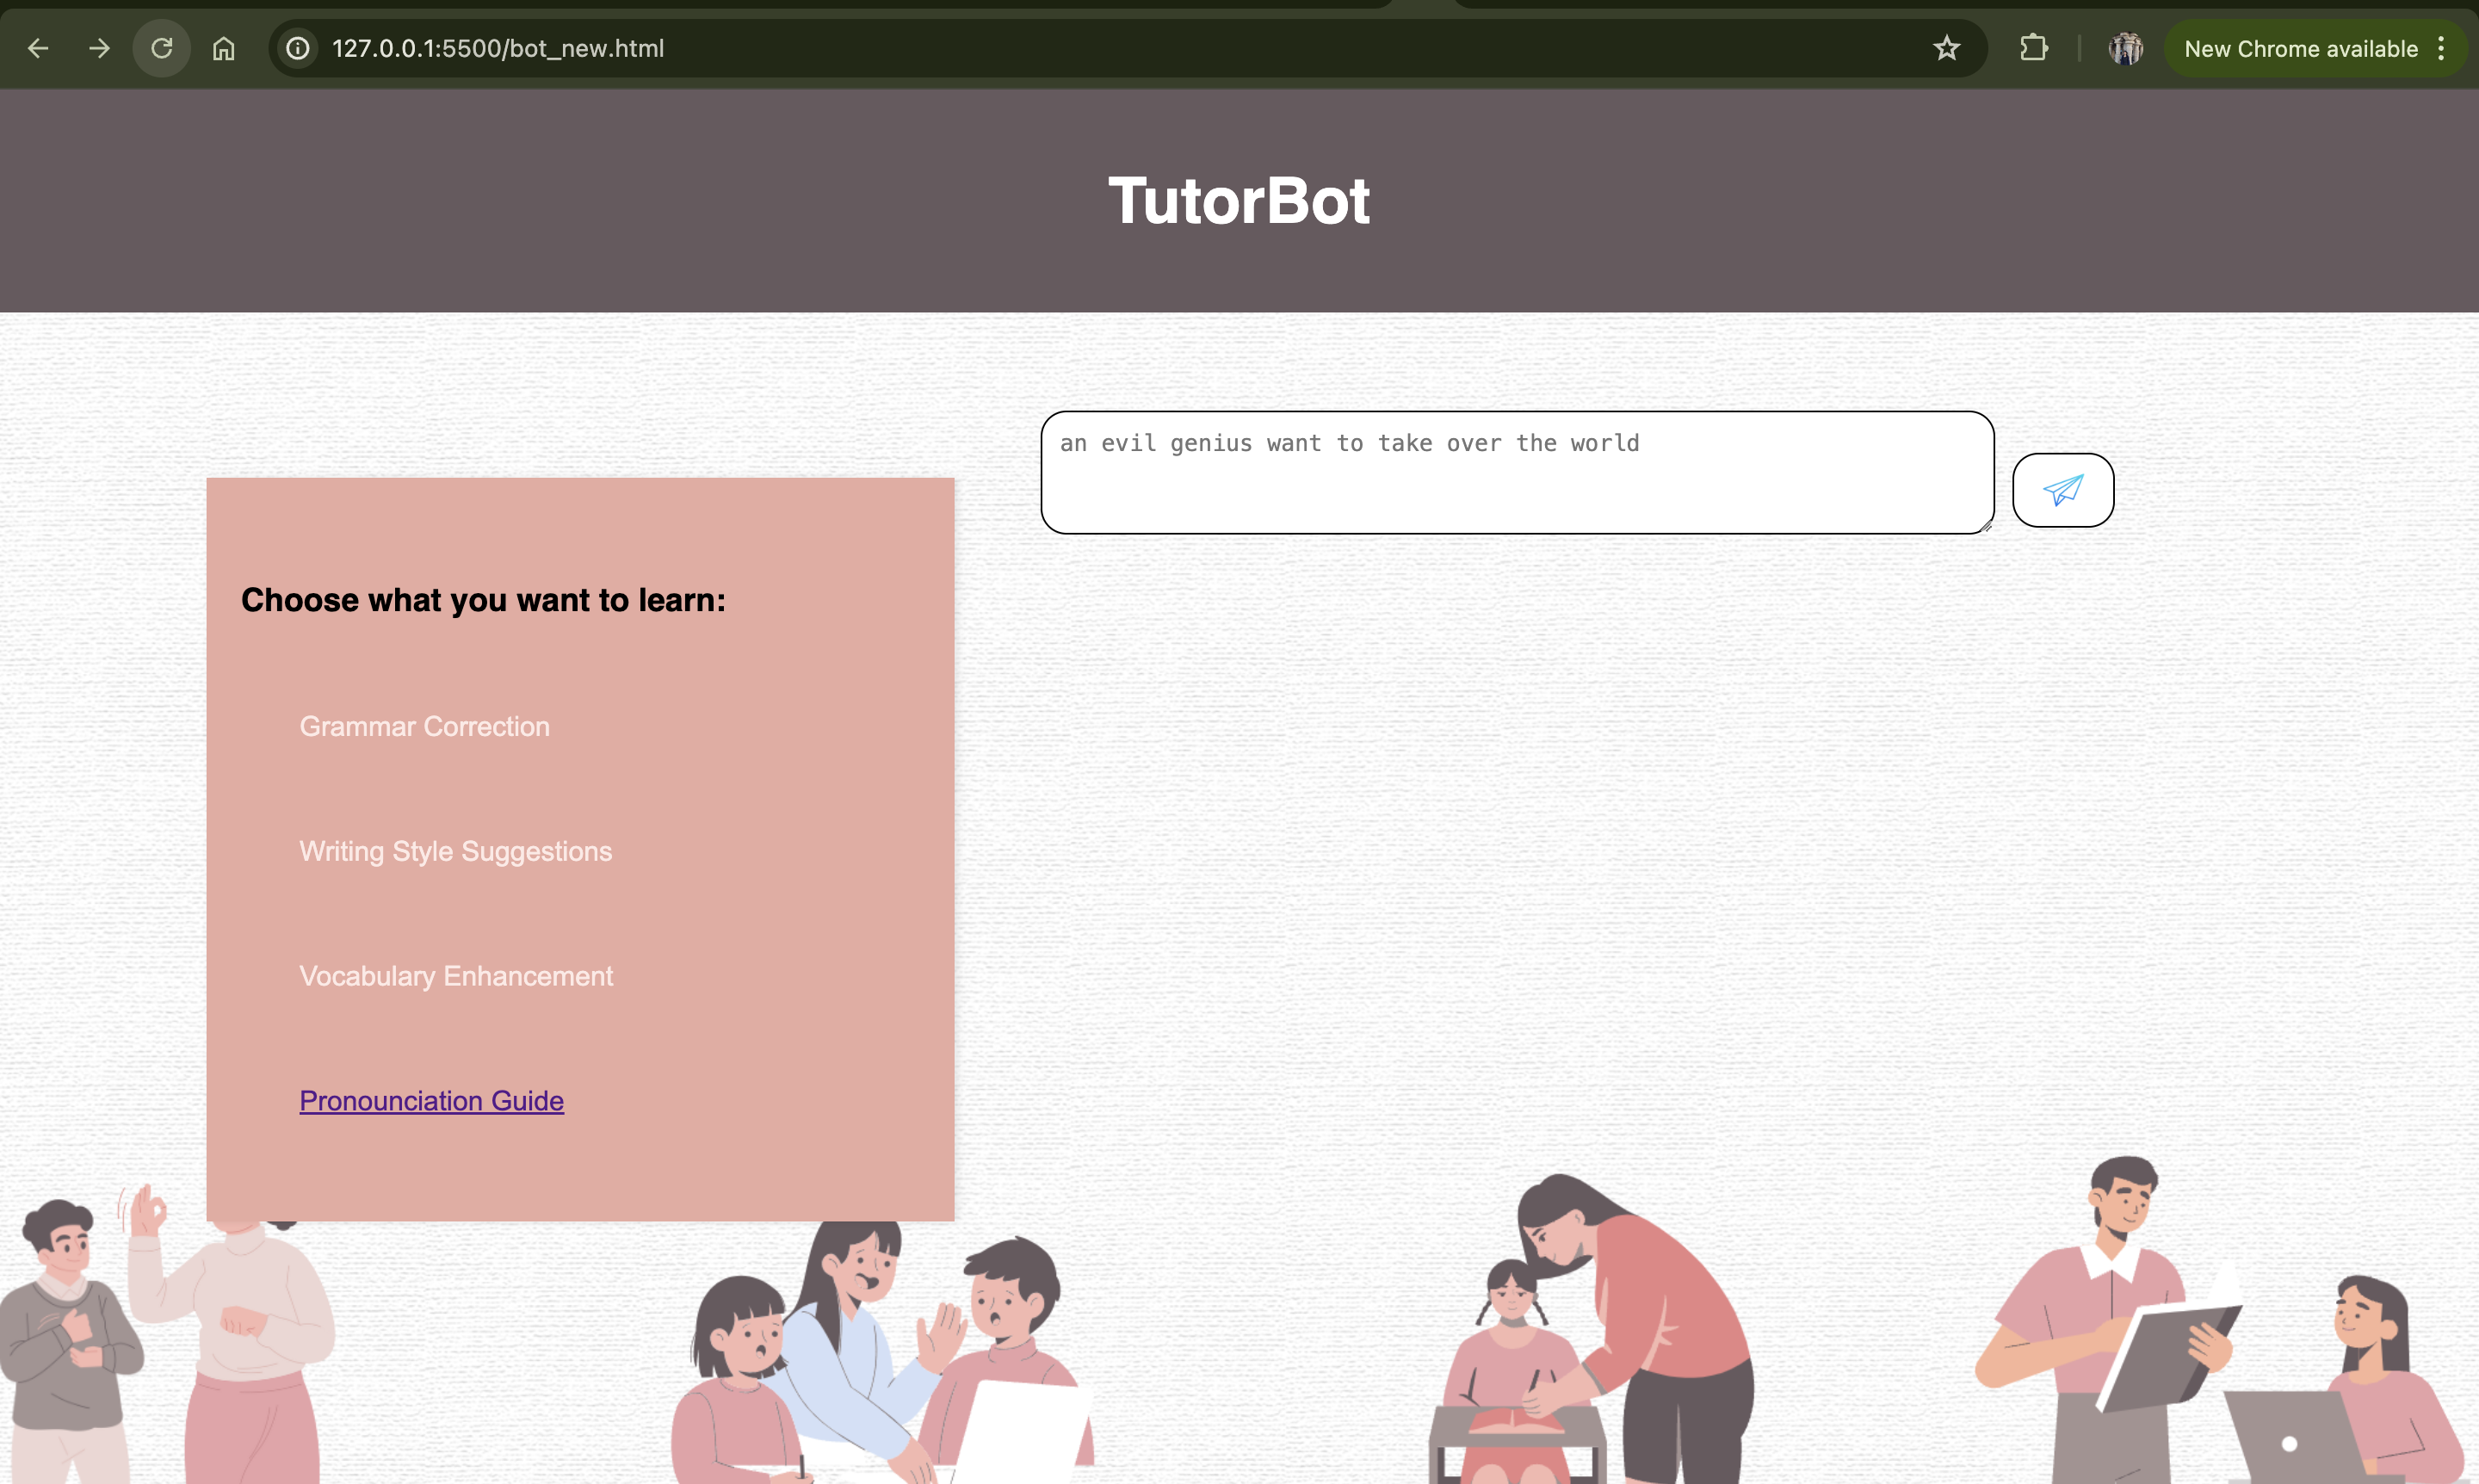 127.0.0.1:5500/bot_new.html
New Chrome available
TutorBot
an evil genius want to take over the world
Choose what you want to learn:
Grammar Correction
Writing Style Suggestions
Vocabulary Enhancement
Pronounciation Guide